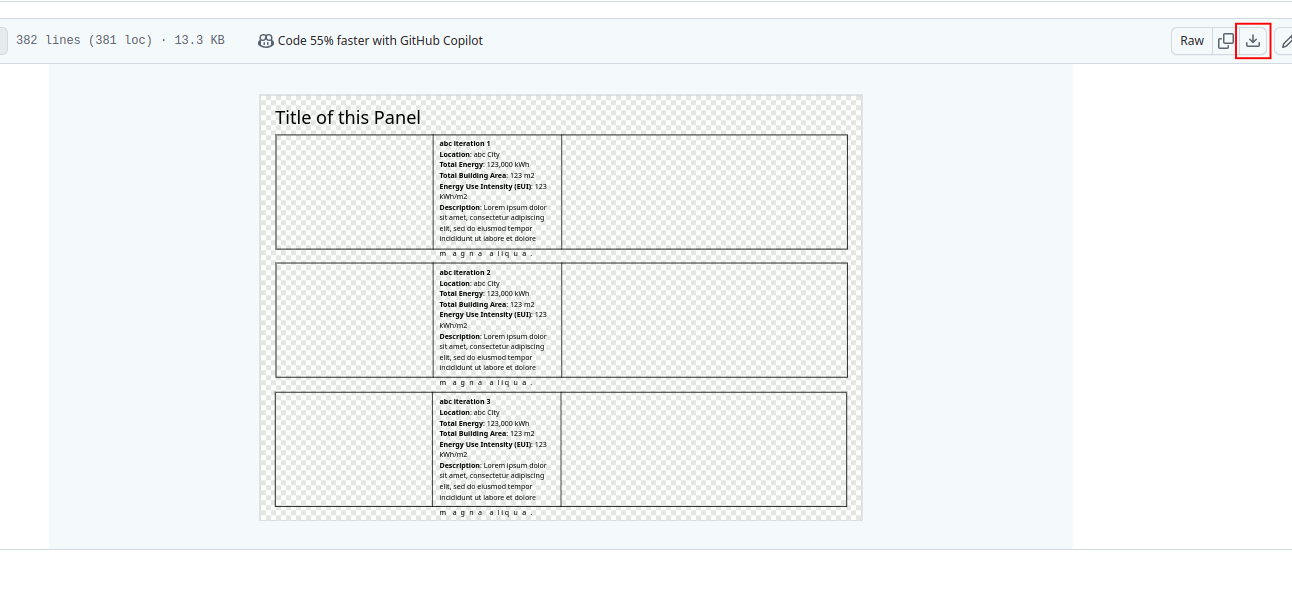 382 lines (381 loc) · 13.3 KB
Code 55% faster with GitHub Copilot
Raw
Title of this Panel
abc iteration 1
Location: abc City
Total Energy: 123,000 kWh
Total Building Area: 123 m2
Energy Use Intensity (EUI): 123
kWh/m2
Description: Lorem ipsum dolor
sit amet, consectetur adipiscing
elit, sed do eiusmod tempor
incididunt ut labore et dolore
magna aliqua.
abc iteration 2
Location: abc City
Total Energy: 123,000 kWh
Total Building Area: 123 m2
Energy Use Intensity (EUI): 123
kWh/m2
Description: Lorem ipsum dolor
sit amet, consectetur adipiscing
elit, sed do eiusmod tempor
incididunt ut labore et dolore
magna aliqua.
abc iteration 3
Location: abc City
Total Energy: 123,000 kWh
Total Building Area: 123 m2
Energy Use Intensity (EUI): 123
kWh/m2
Description: Lorem ipsum dolor
sit amet, consectetur adipiscing
elit, sed do eiusmod tempor
incididunt ut labore et dolore
magna aliqua.